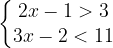 2x − 1 > 3
3x − 2 < 11